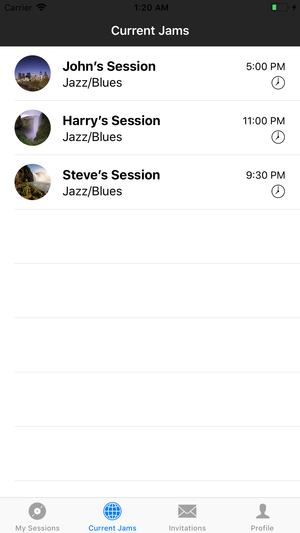 Carrier 1:20 AM
Current Jams
John's Session 5:00 PM
Jazz/Blues
Harry's Session 11:00 PM
Jazz/Blues
Steve's Session 9:30 PM
Jazz/Blues
My Sessions Current Jams Invitations Profile